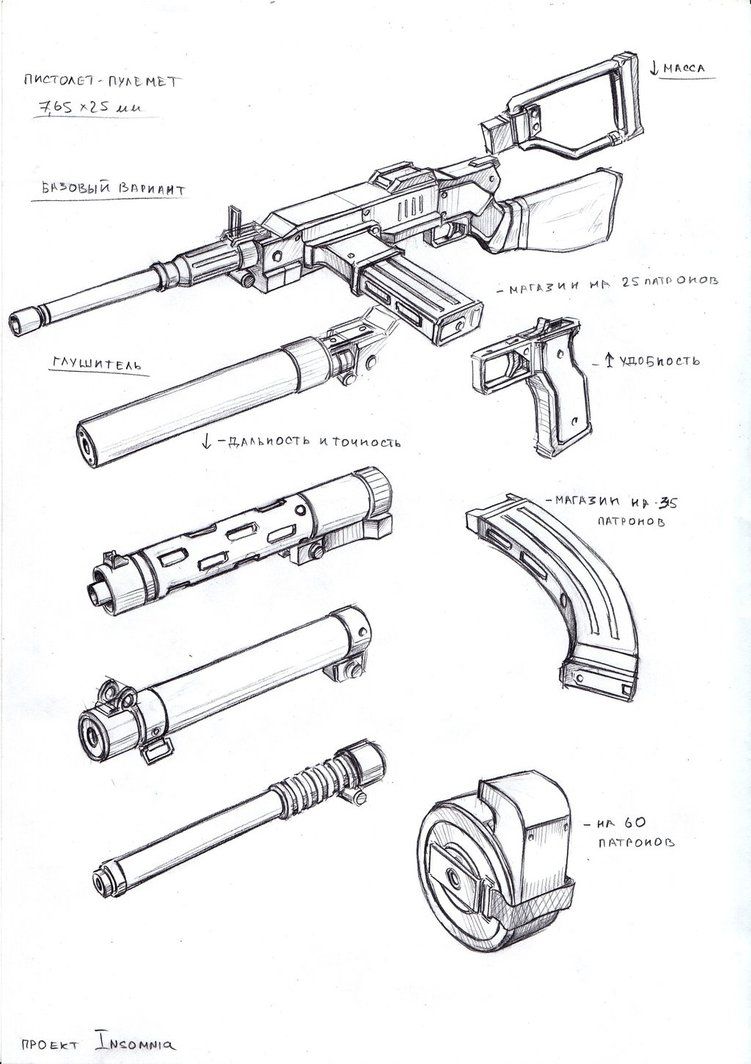 ПИСТОЛЕТ-ПУЛЕМЕТ
7,65 × 25 мм
↓ МАССА
БАЗОВЫЙ ВАРИАНТ
- МАГАЗИН НА 25 ПАТРОНОВ
ГЛУШИТЕЛЬ
- ↑ УДОБНОСТЬ
↓ - ДАЛЬНОСТЬ И ТОЧНОСТЬ
- МАГАЗИН НА 35
ПАТРОНОВ
- НА 60
ПАТРОНОВ
ПРОЕКТ INSOMNIA